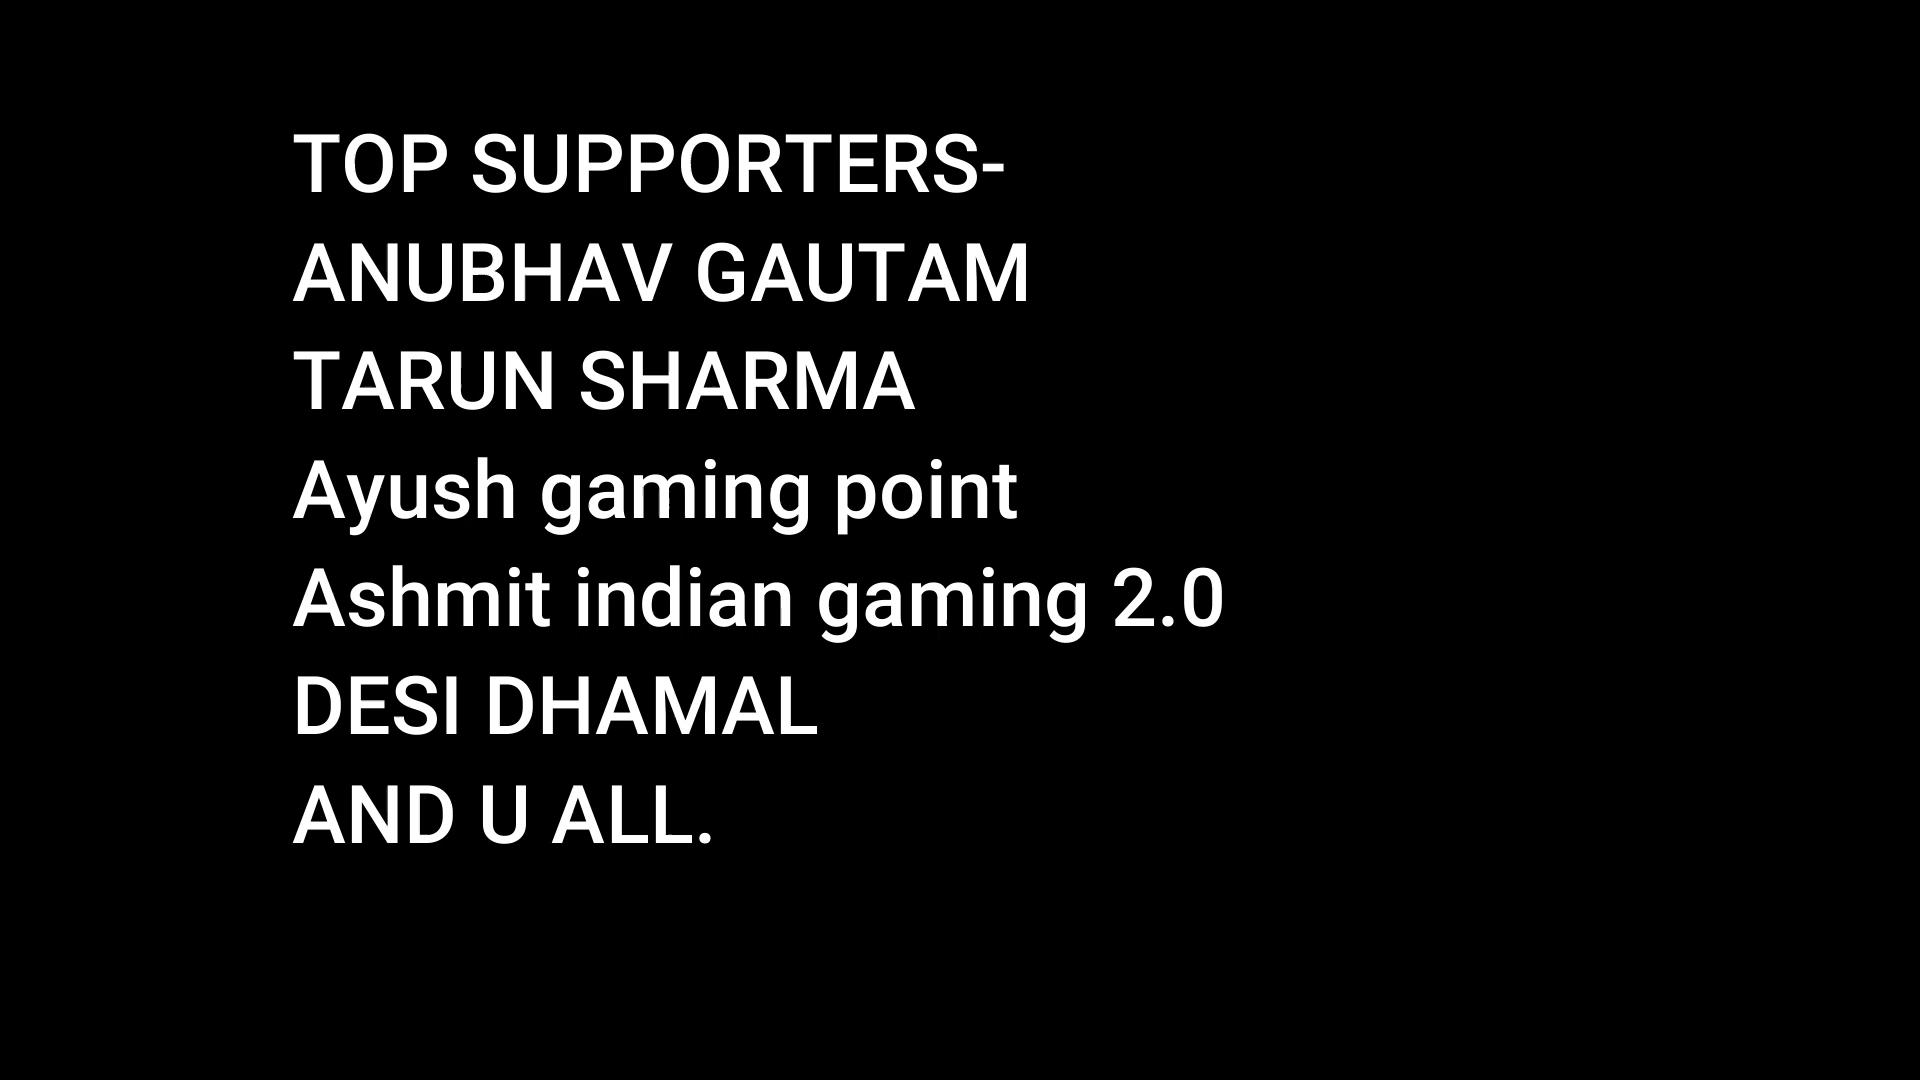 TOP SUPPORTERS-
ANUBHAV GAUTAM
TARUN SHARMA
Ayush gaming point
Ashmit indian gaming 2.0
DESI DHAMAL
AND U ALL.